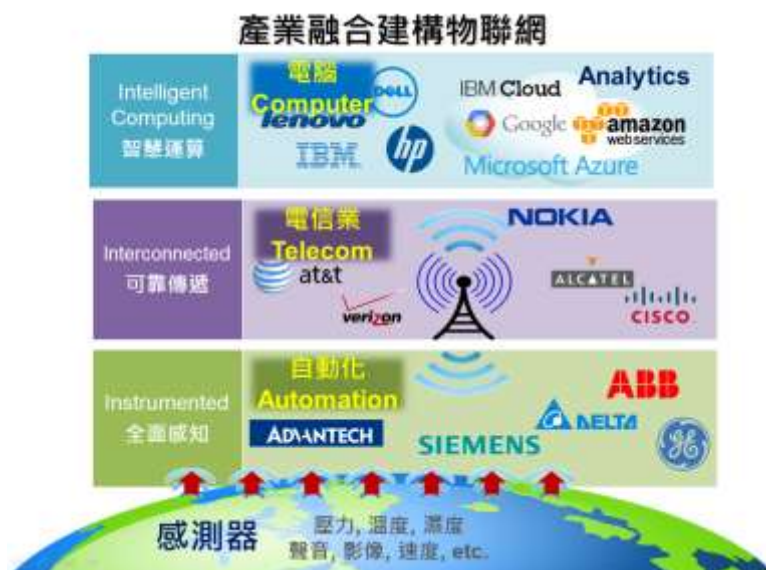 產業融合建構物聯網
Intelligent
Computing
智慧運算
電腦
Computer
DELL
lenovo
IBM
hp
IBM Cloud
Analytics
Google
amazon
webservices
Microsoft Azure
Interconnected
可靠傳遞
電信業
Telecom
at&t
verizon
NOKIA
ALCATEL
CISCO
Instrumented
全面感知
自動化
Automation
ADVANTECH
SIEMENS
ABB
DELTA
GE
感測器
壓力, 溫度, 濕度
聲音, 影像, 速度, etc.